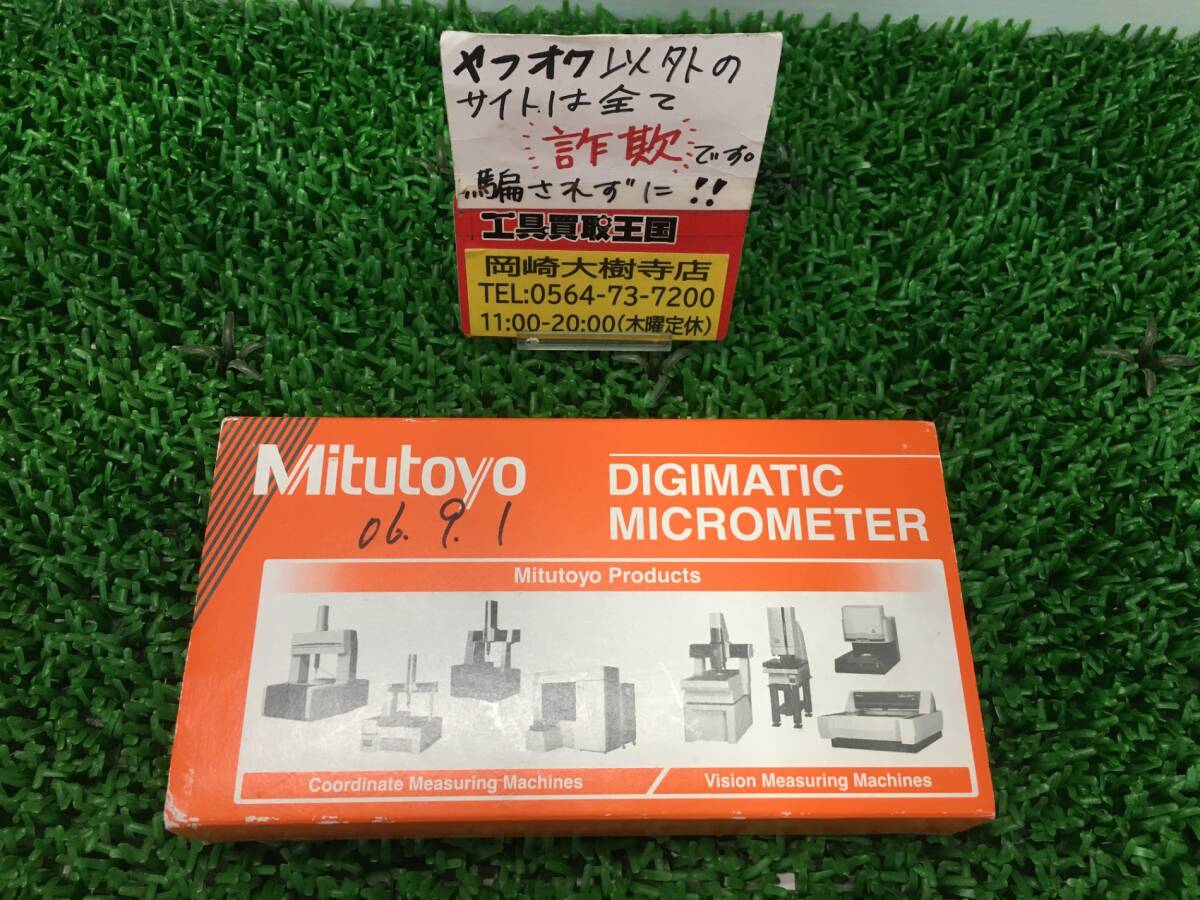 ヤフオク以外の
サイトは全て
詐欺です。
騙されずに!!
工具買取王国
岡崎大樹寺店
TEL:0564-73-7200
11:00-20:00(木曜定休)
Mitutoyo
DIGIMATIC
MICROMETER
06.9.1
Mitutoyo Products
Coordinate Measuring Machines
Vision Measuring Machines